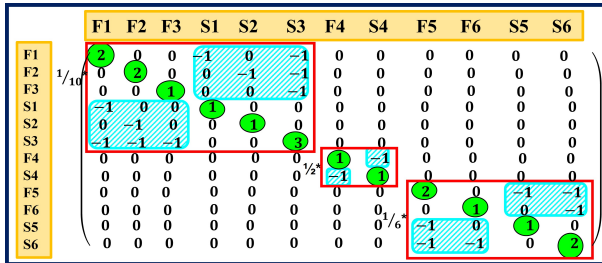 F1 F2 F3 S1 S2 S3 F4 S4 F5 F6 S5 S6
F1 2 0 0 −1 0 −1 0 0 0 0 0 0
F2 0 2 0 0 −1 −1 0 0 0 0 0 0
1/10*
F3 0 0 1 0 0 −1 0 0 0 0 0 0
S1 −1 0 0 1 0 0 0 0 0 0 0 0
S2 0 −1 0 0 1 0 0 0 0 0 0 0
S3 −1 −1 −1 0 0 3 0 0 0 0 0 0
F4 0 0 0 0 0 0 1 −1 0 0 0 0
½*
S4 0 0 0 0 0 0 −1 1 0 0 0 0
F5 0 0 0 0 0 0 0 0 2 0 −1 −1
F6 0 0 0 0 0 0 0 0 0 1 0 −1
1/6*
S5 0 0 0 0 0 0 0 0 −1 0 1 0
S6 0 0 0 0 0 0 0 0 −1 −1 0 2